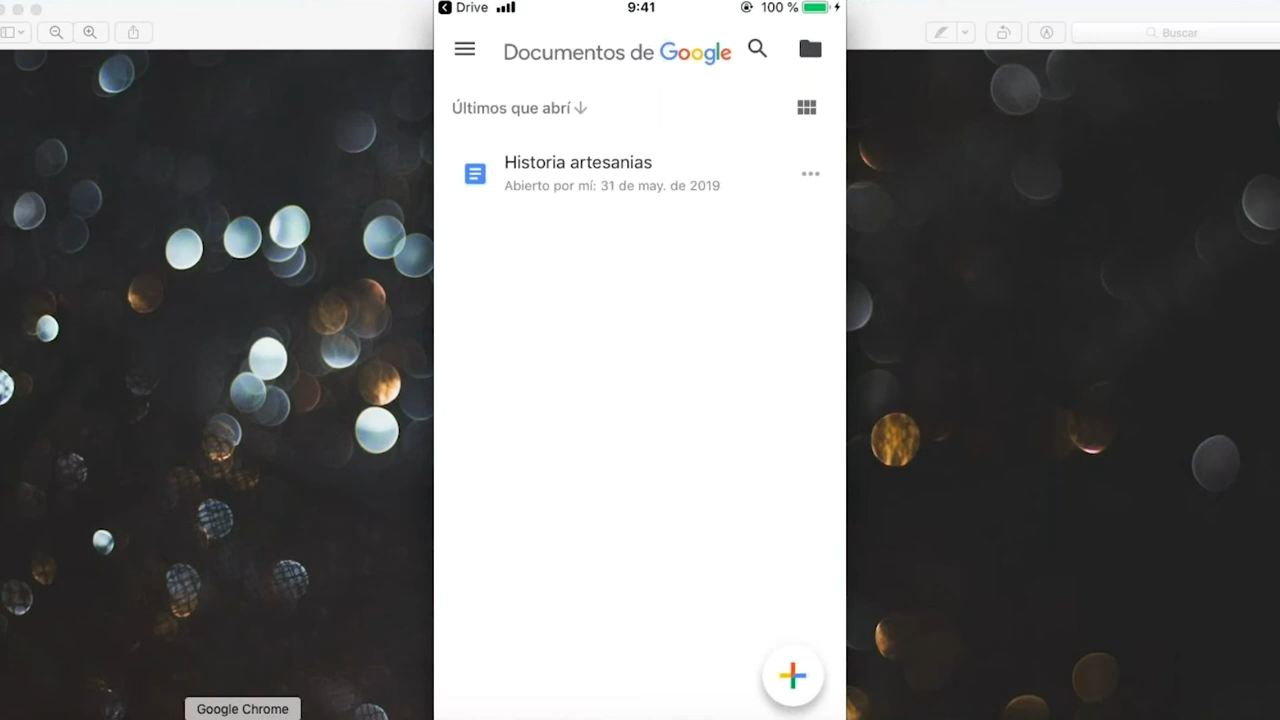 Drive
9:41
100 %
Buscar
Documentos de Google
Últimos que abrí
Historia artesanias
Abierto por mí: 31 de may. de 2019
Google Chrome